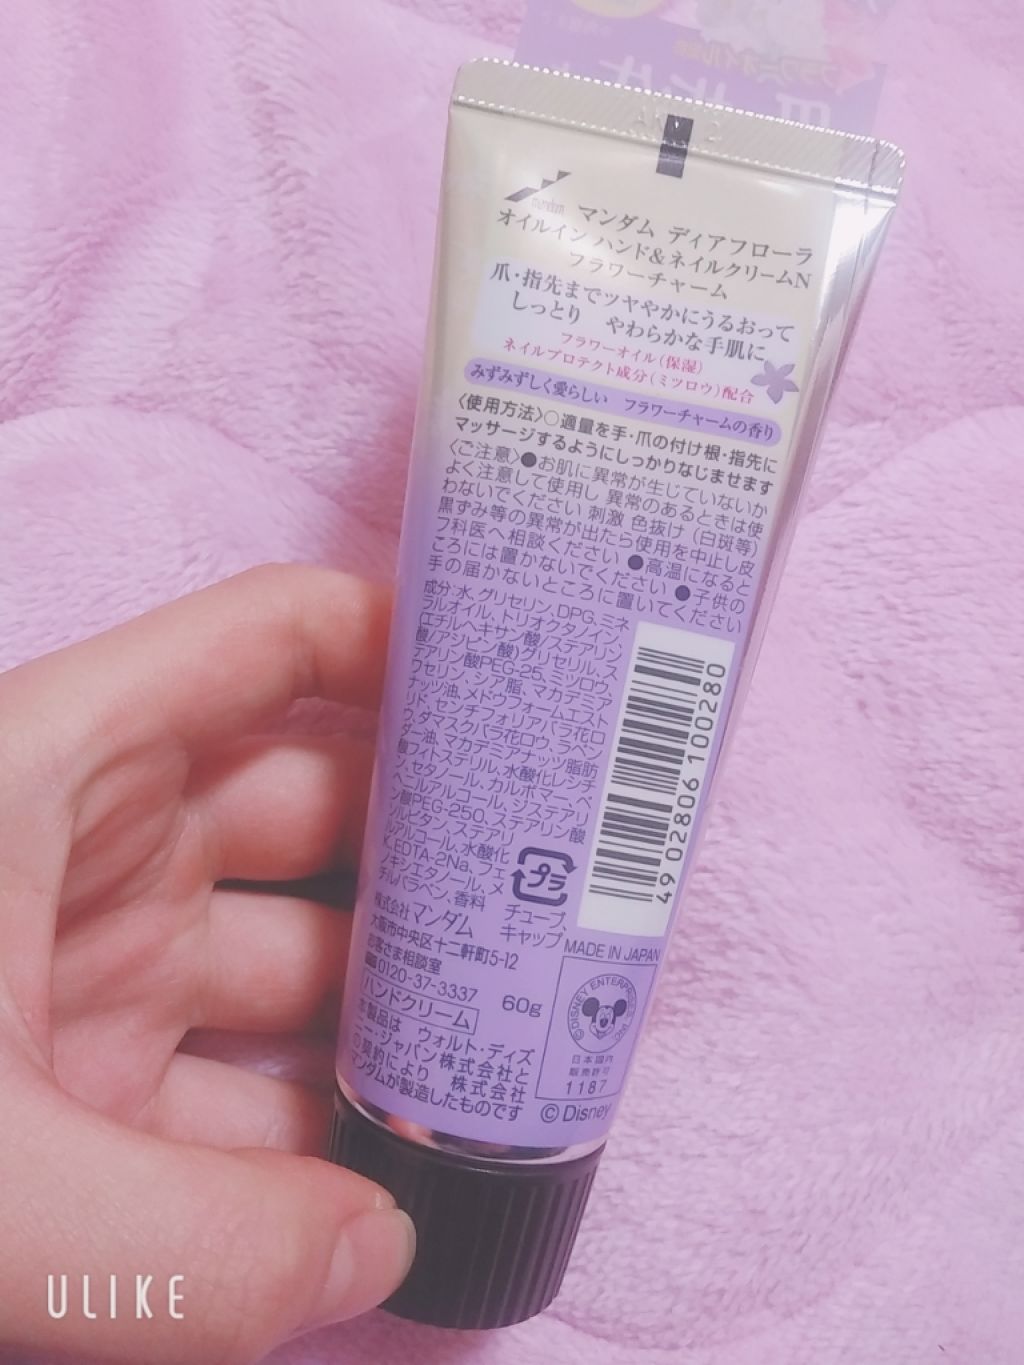 mandom
マンダム ディアフローラ
オイルイン ハンド&ネイルクリームN
フラワーチャーム
爪・指先までツヤやかにうるおって
しっとり やわらかな手肌に
フラワーオイル(保湿)
ネイルプロテクト成分(ミツロウ)配合
みずみずしく愛らしい フラワーチャームの香り
〈使用方法〉○適量を手・爪の付け根・指先に
マッサージするようにしっかりなじませます
〈ご注意〉●お肌に異常が生じていないか
よく注意して使用し 異常のあるときは使
わないでください 刺激 色抜け(白斑等)
黒ずみ等の異常が出たら使用を中止し皮
フ科医へ相談ください ●高温になると
ころには置かないでください ●子供の
手の届かないところに置いてください
成分:水、グリセリン、DPG、ミネ
ラルオイル、トリオクタノイン
(エチルヘキサン酸/ステアリン
酸/アジピン酸)グリセリル、ス
テアリン酸PEG-25、ミツロウ、
ワセリン、シア脂、マカデミア
ナッツ油、メドウフォームエスト
リド、センチフォリアバラ花ロ
ウ、ダマスクバラ花ロウ、ラベン
ダー油、マカデミアナッツ脂肪
酸フィトステリル、水酸化レシチ
ン、セタノール、カルボマー、ベ
ヘニルアルコール、ジステアリ
ン酸PEG-250、ステアリン酸
ソルビタン、ステアリ
ルアルコール、水酸化
K、EDTA-2Na、フェ
ノキシエタノール、メ
チルパラベン、香料
プラ
チューブ、
キャップ
4902806100280
株式会社マンダム
大阪市中央区十二軒町5-12
お客さま相談室
0120-37-3337
ハンドクリーム
60g
本製品は ウォルト・ディズ
ニー・ジャパン株式会社と
の契約により 株式会社
マンダムが製造したものです
MADE IN JAPAN
©DISNEY ENTERPRISES, INC.
日本国内
販売許可
1187
© Disney
ULIKE